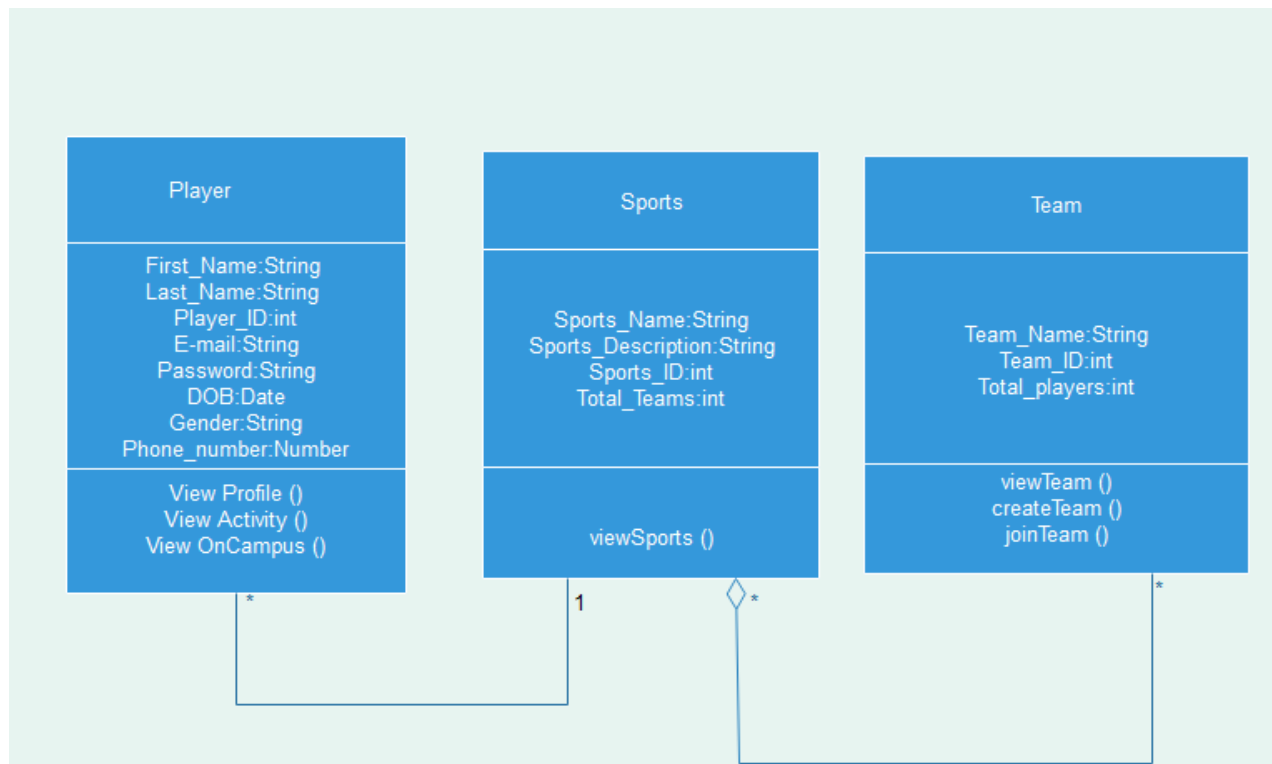 Player
First_Name:String
Last_Name:String
Player_ID:int
E-mail:String
Password:String
DOB:Date
Gender:String
Phone_number:Number
View Profile ()
View Activity ()
View OnCampus ()
*
Sports
Sports_Name:String
Sports_Description:String
Sports_ID:int
Total_Teams:int
viewSports ()
1
*
Team
Team_Name:String
Team_ID:int
Total_players:int
viewTeam ()
createTeam ()
joinTeam ()
*